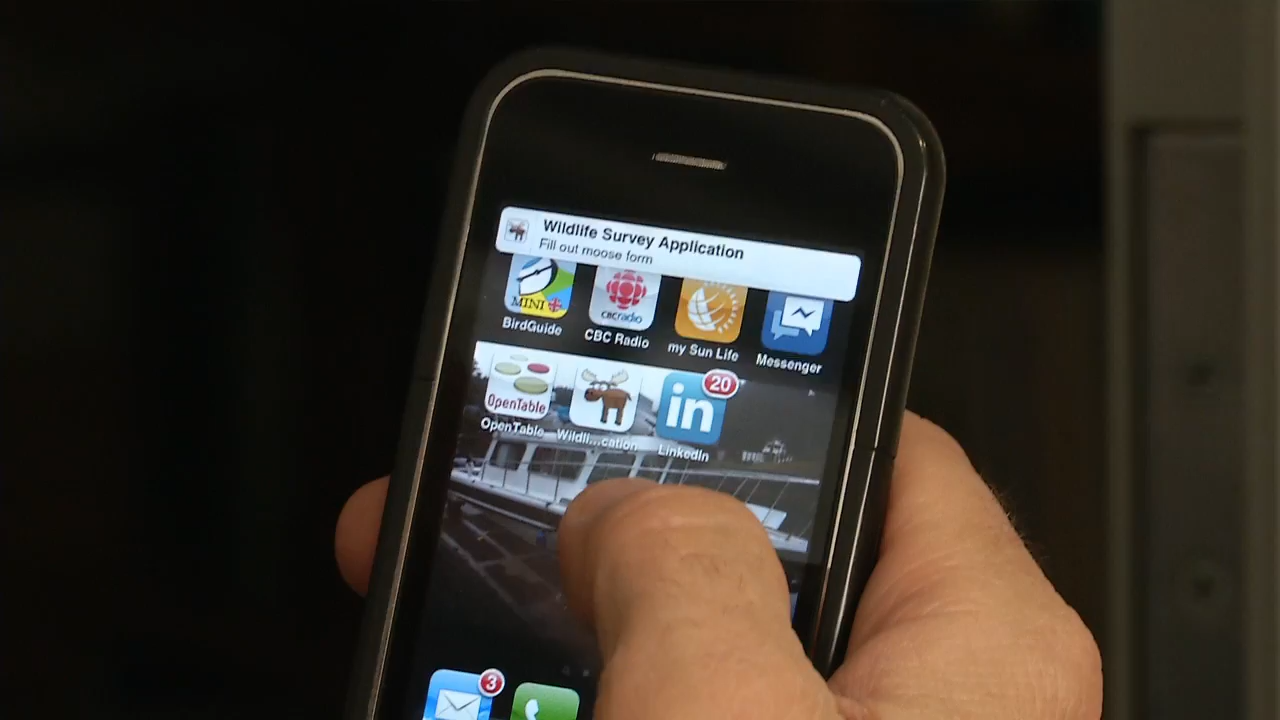 Wildlife Survey Application
Fill out moose form
MINI
cbcradio
BirdGuide
CBC Radio
my Sun Life
Messenger
20
OpenTable
in
OpenTable
Wildli...cation
LinkedIn
3